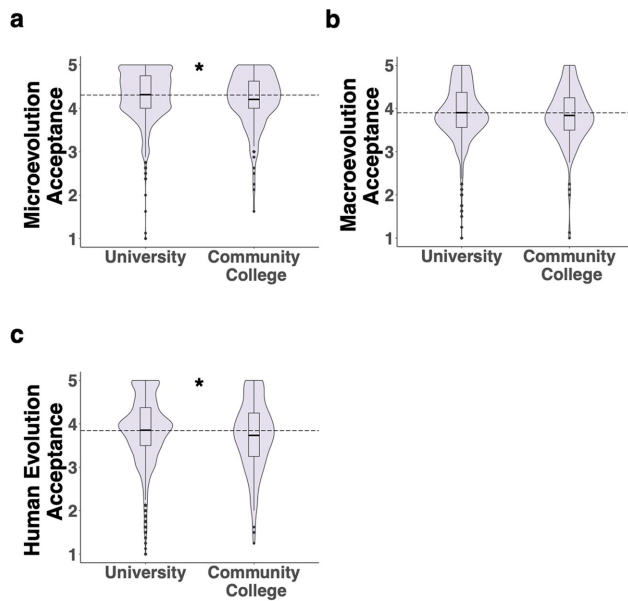 a
b
Microevolution
Acceptance
5
4
3
2
1
*
University
Community
College
Macroevolution
Acceptance
5
4
3
2
1
University
Community
College
c
Human Evolution
Acceptance
5
4
3
2
1
*
University
Community
College